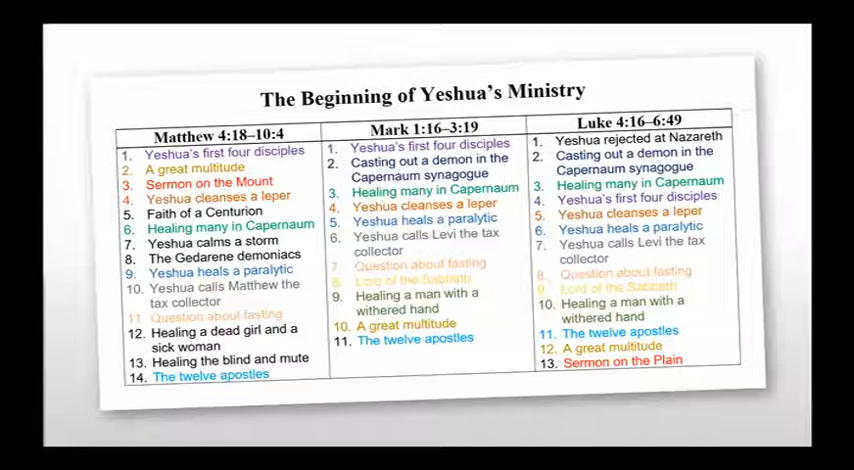 The Beginning of Yeshua's Ministry
Matthew 4:18–10:4
1. Yeshua's first four disciples
2. A great multitude
3. Sermon on the Mount
4. Yeshua cleanses a leper
5. Faith of a Centurion
6. Healing many in Capernaum
7. Yeshua calms a storm
8. The Gedarene demoniacs
9. Yeshua heals a paralytic
10. Yeshua calls Matthew the
tax collector
11. Question about fasting
12. Healing a dead girl and a
sick woman
13. Healing the blind and mute
14. The twelve apostles
Mark 1:16–3:19
1. Yeshua's first four disciples
2. Casting out a demon in the
Capernaum synagogue
3. Healing many in Capernaum
4. Yeshua cleanses a leper
5. Yeshua heals a paralytic
6. Yeshua calls Levi the tax
collector
7. Question about fasting
8. Lord of the Sabbath
9. Healing a man with a
withered hand
10. A great multitude
11. The twelve apostles
Luke 4:16–6:49
1. Yeshua rejected at Nazareth
2. Casting out a demon in the
Capernaum synagogue
3. Healing many in Capernaum
4. Yeshua's first four disciples
5. Yeshua cleanses a leper
6. Yeshua heals a paralytic
7. Yeshua calls Levi the tax
collector
8. Question about fasting
9. Lord of the Sabbath
10. Healing a man with a
withered hand
11. The twelve apostles
12. A great multitude
13. Sermon on the Plain